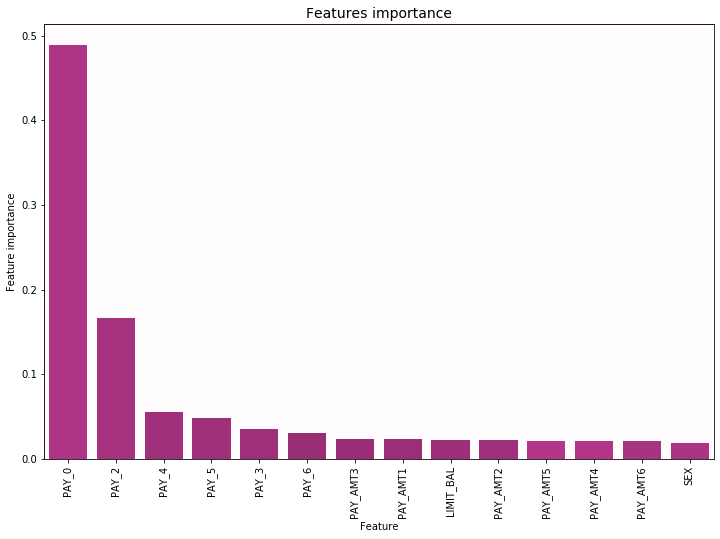 Features importance
0.5
0.4
0.3
0.2
0.1
0.0
Feature importance
PAY_0
PAY_2
PAY_4
PAY_5
PAY_3
PAY_6
PAY_AMT3
PAY_AMT1
LIMIT_BAL
PAY_AMT2
PAY_AMT5
PAY_AMT4
PAY_AMT6
SEX
Feature